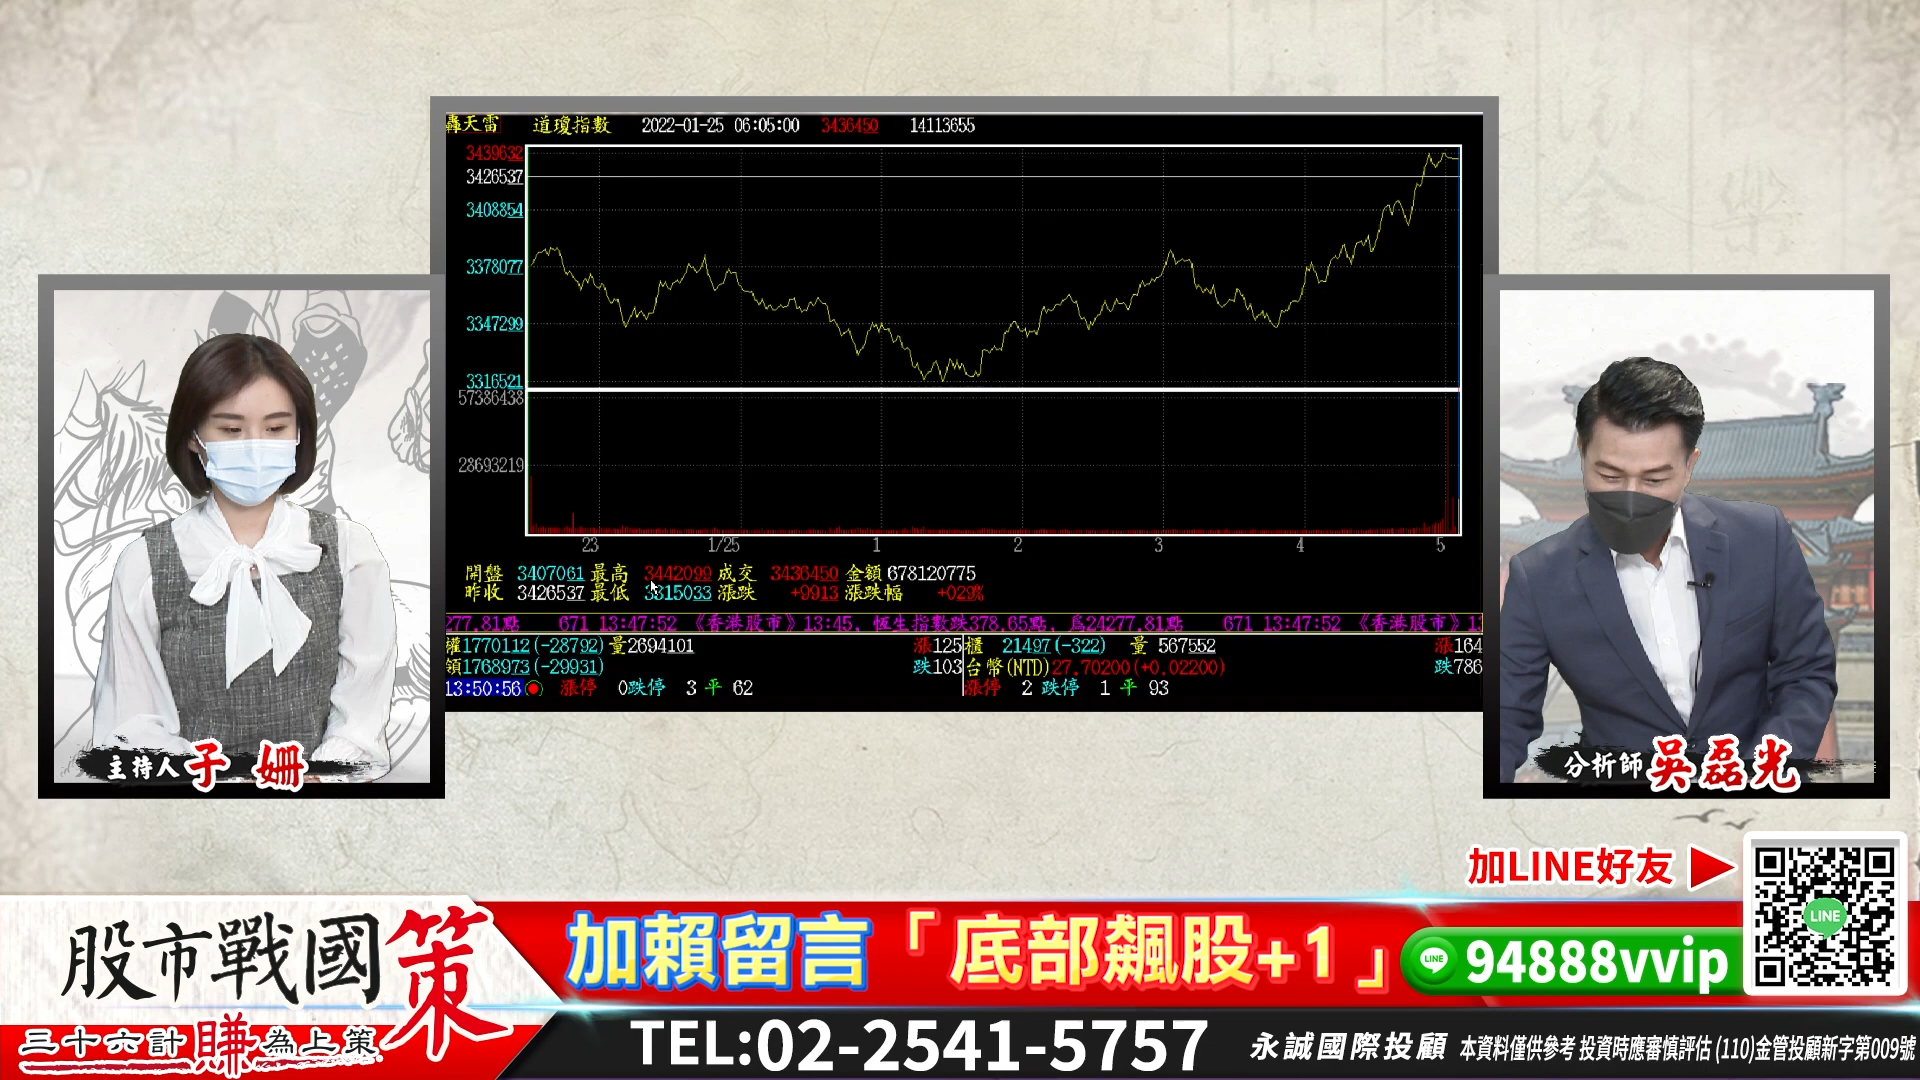 轟天雷 道瓊指數 2022-01-25 06:05:00 3436450 14113655
3439632
3426537
3408854
3378077
3347299
3316521
57386438
28693219
23 1/25 1 2 3 4 5
開盤 3407061 最高 3442099 成交 3436450 金額 678120775
昨收 3426537 最低 3315033 漲跌 +9913 漲跌幅 +029%
277.81點 671 13:47:52 《香港股市》13:45, 恆生指數跌378.65點, 爲24277.81點 671 13:47:52 《香港股市》13
權1770112(-28792) 量2694101 漲125 櫃 21497(-322) 量 567552 漲164
領1768973(-29931) 跌103 台幣(NTD)27.70200(+0.02200) 跌786
13:50:56 漲停 0跌停 3 平 62 漲停 2 跌停 1 平 93
主持人 子 姍
分析師 吳磊光
加LINE好友
LINE
股市戰國策
三十六計 賺 為上策
加賴留言「底部飆股+1」
LINE 94888vvip
TEL:02-2541-5757
永誠國際投顧 本資料僅供參考 投資時應審慎評估 (110)金管投顧新字第009號